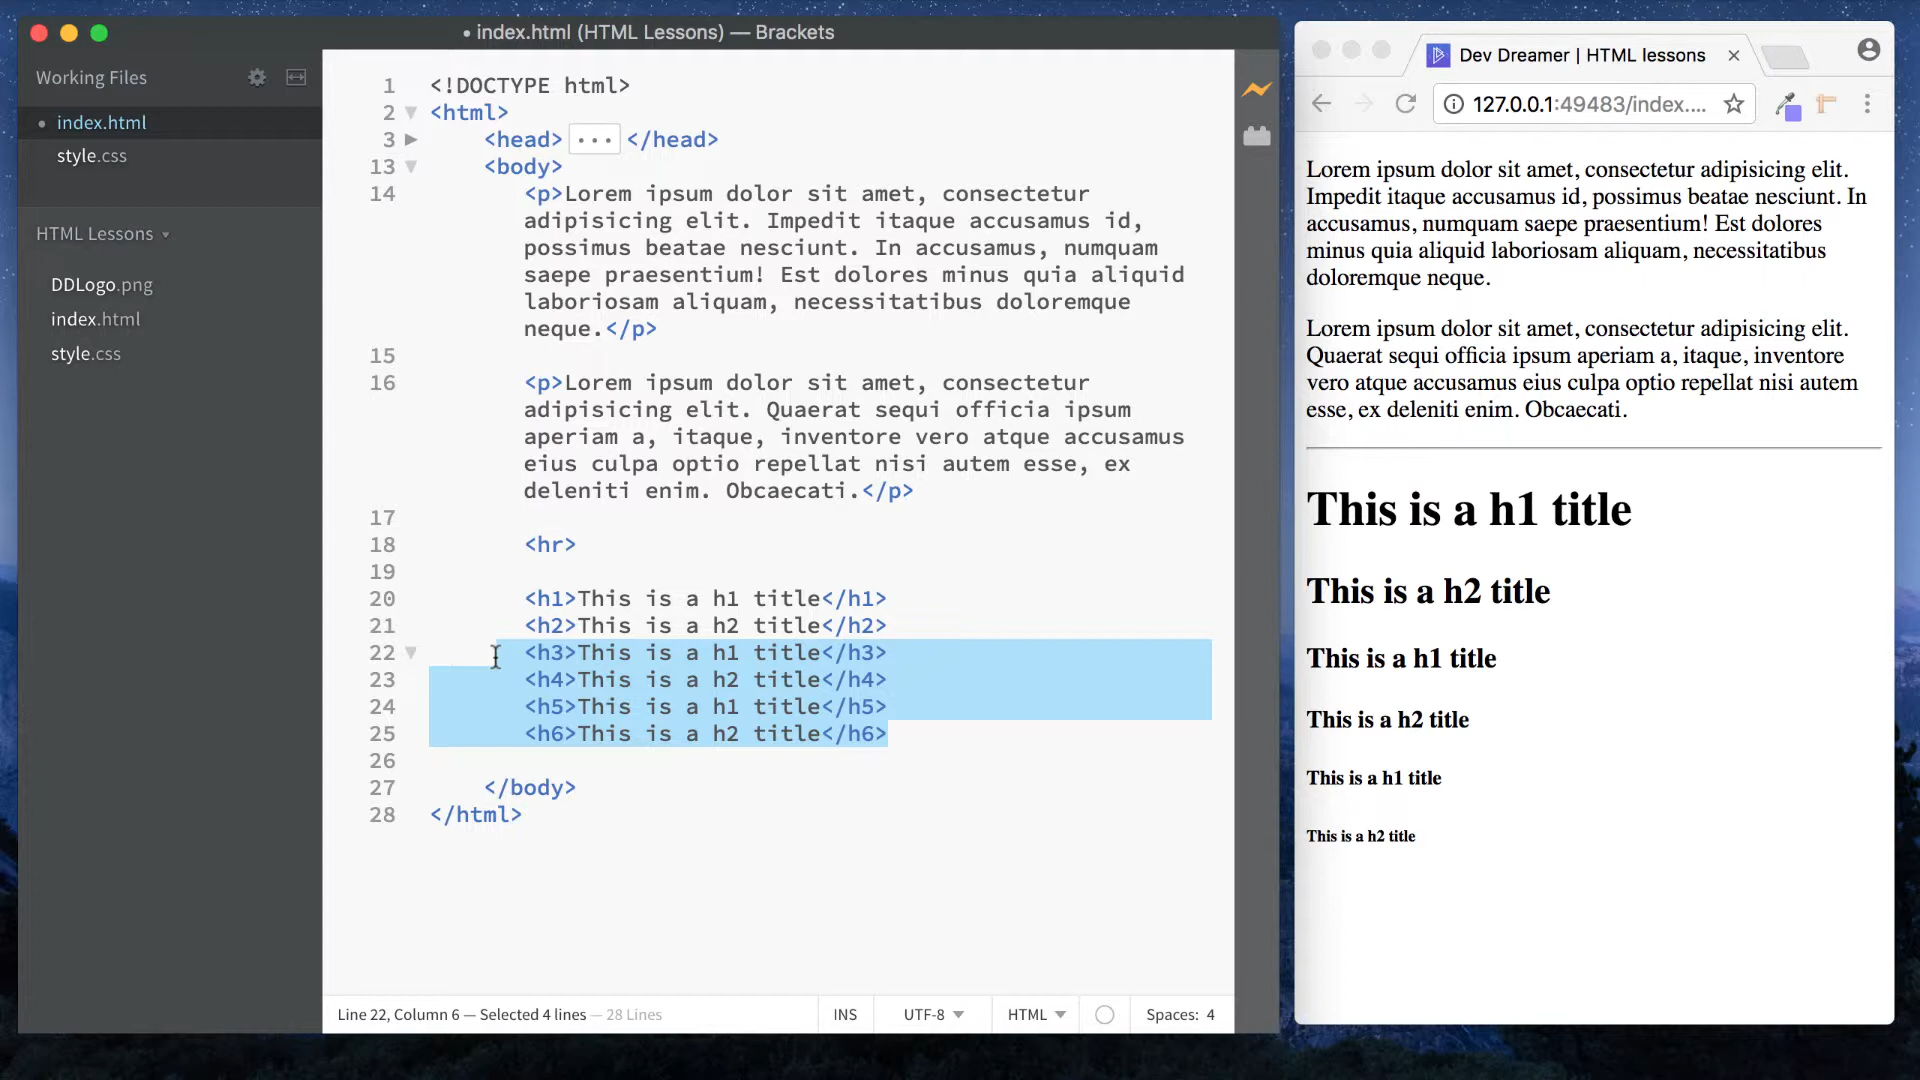 • index.html (HTML Lessons) — Brackets
Working Files
• index.html
style.css
HTML Lessons
DDLogo.png
index.html
style.css
1 <!DOCTYPE html>
2 <html>
3 <head> ... </head>
13 <body>
14 <p>Lorem ipsum dolor sit amet, consectetur
adipisicing elit. Impedit itaque accusamus id,
possimus beatae nesciunt. In accusamus, numquam
saepe praesentium! Est dolores minus quia aliquid
laboriosam aliquam, necessitatibus doloremque
neque.</p>
15
16 <p>Lorem ipsum dolor sit amet, consectetur
adipisicing elit. Quaerat sequi officia ipsum
aperiam a, itaque, inventore vero atque accusamus
eius culpa optio repellat nisi autem esse, ex
deleniti enim. Obcaecati.</p>
17
18 <hr>
19
20 <h1>This is a h1 title</h1>
21 <h2>This is a h2 title</h2>
22 <h3>This is a h1 title</h3>
23 <h4>This is a h2 title</h4>
24 <h5>This is a h1 title</h5>
25 <h6>This is a h2 title</h6>
26
27 </body>
28 </html>
Line 22, Column 6 — Selected 4 lines — 28 Lines
INS
UTF-8
HTML
Spaces: 4
Dev Dreamer | HTML lessons
127.0.0.1:49483/index....
Lorem ipsum dolor sit amet, consectetur adipisicing elit.
Impedit itaque accusamus id, possimus beatae nesciunt. In
accusamus, numquam saepe praesentium! Est dolores
minus quia aliquid laboriosam aliquam, necessitatibus
doloremque neque.
Lorem ipsum dolor sit amet, consectetur adipisicing elit.
Quaerat sequi officia ipsum aperiam a, itaque, inventore
vero atque accusamus eius culpa optio repellat nisi autem
esse, ex deleniti enim. Obcaecati.
This is a h1 title
This is a h2 title
This is a h1 title
This is a h2 title
This is a h1 title
This is a h2 title